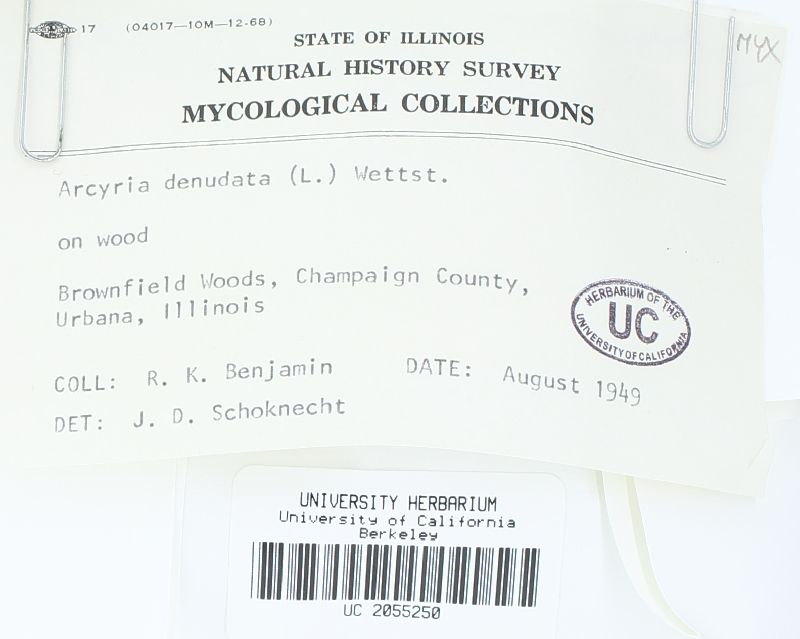 17 (04017—10M—12-68)
STATE OF ILLINOIS
NATURAL HISTORY SURVEY
MYCOLOGICAL COLLECTIONS
MYX
Arcyria denudata (L.) Wettst.
on wood
Brownfield Woods, Champaign County,
Urbana, Illinois
HERBARIUM OF THE
UC
UNIVERSITY OF CALIFORNIA
COLL: R. K. Benjamin DATE: August 1949
DET: J. D. Schoknecht
UNIVERSITY HERBARIUM
University of California
Berkeley
UC 2055250